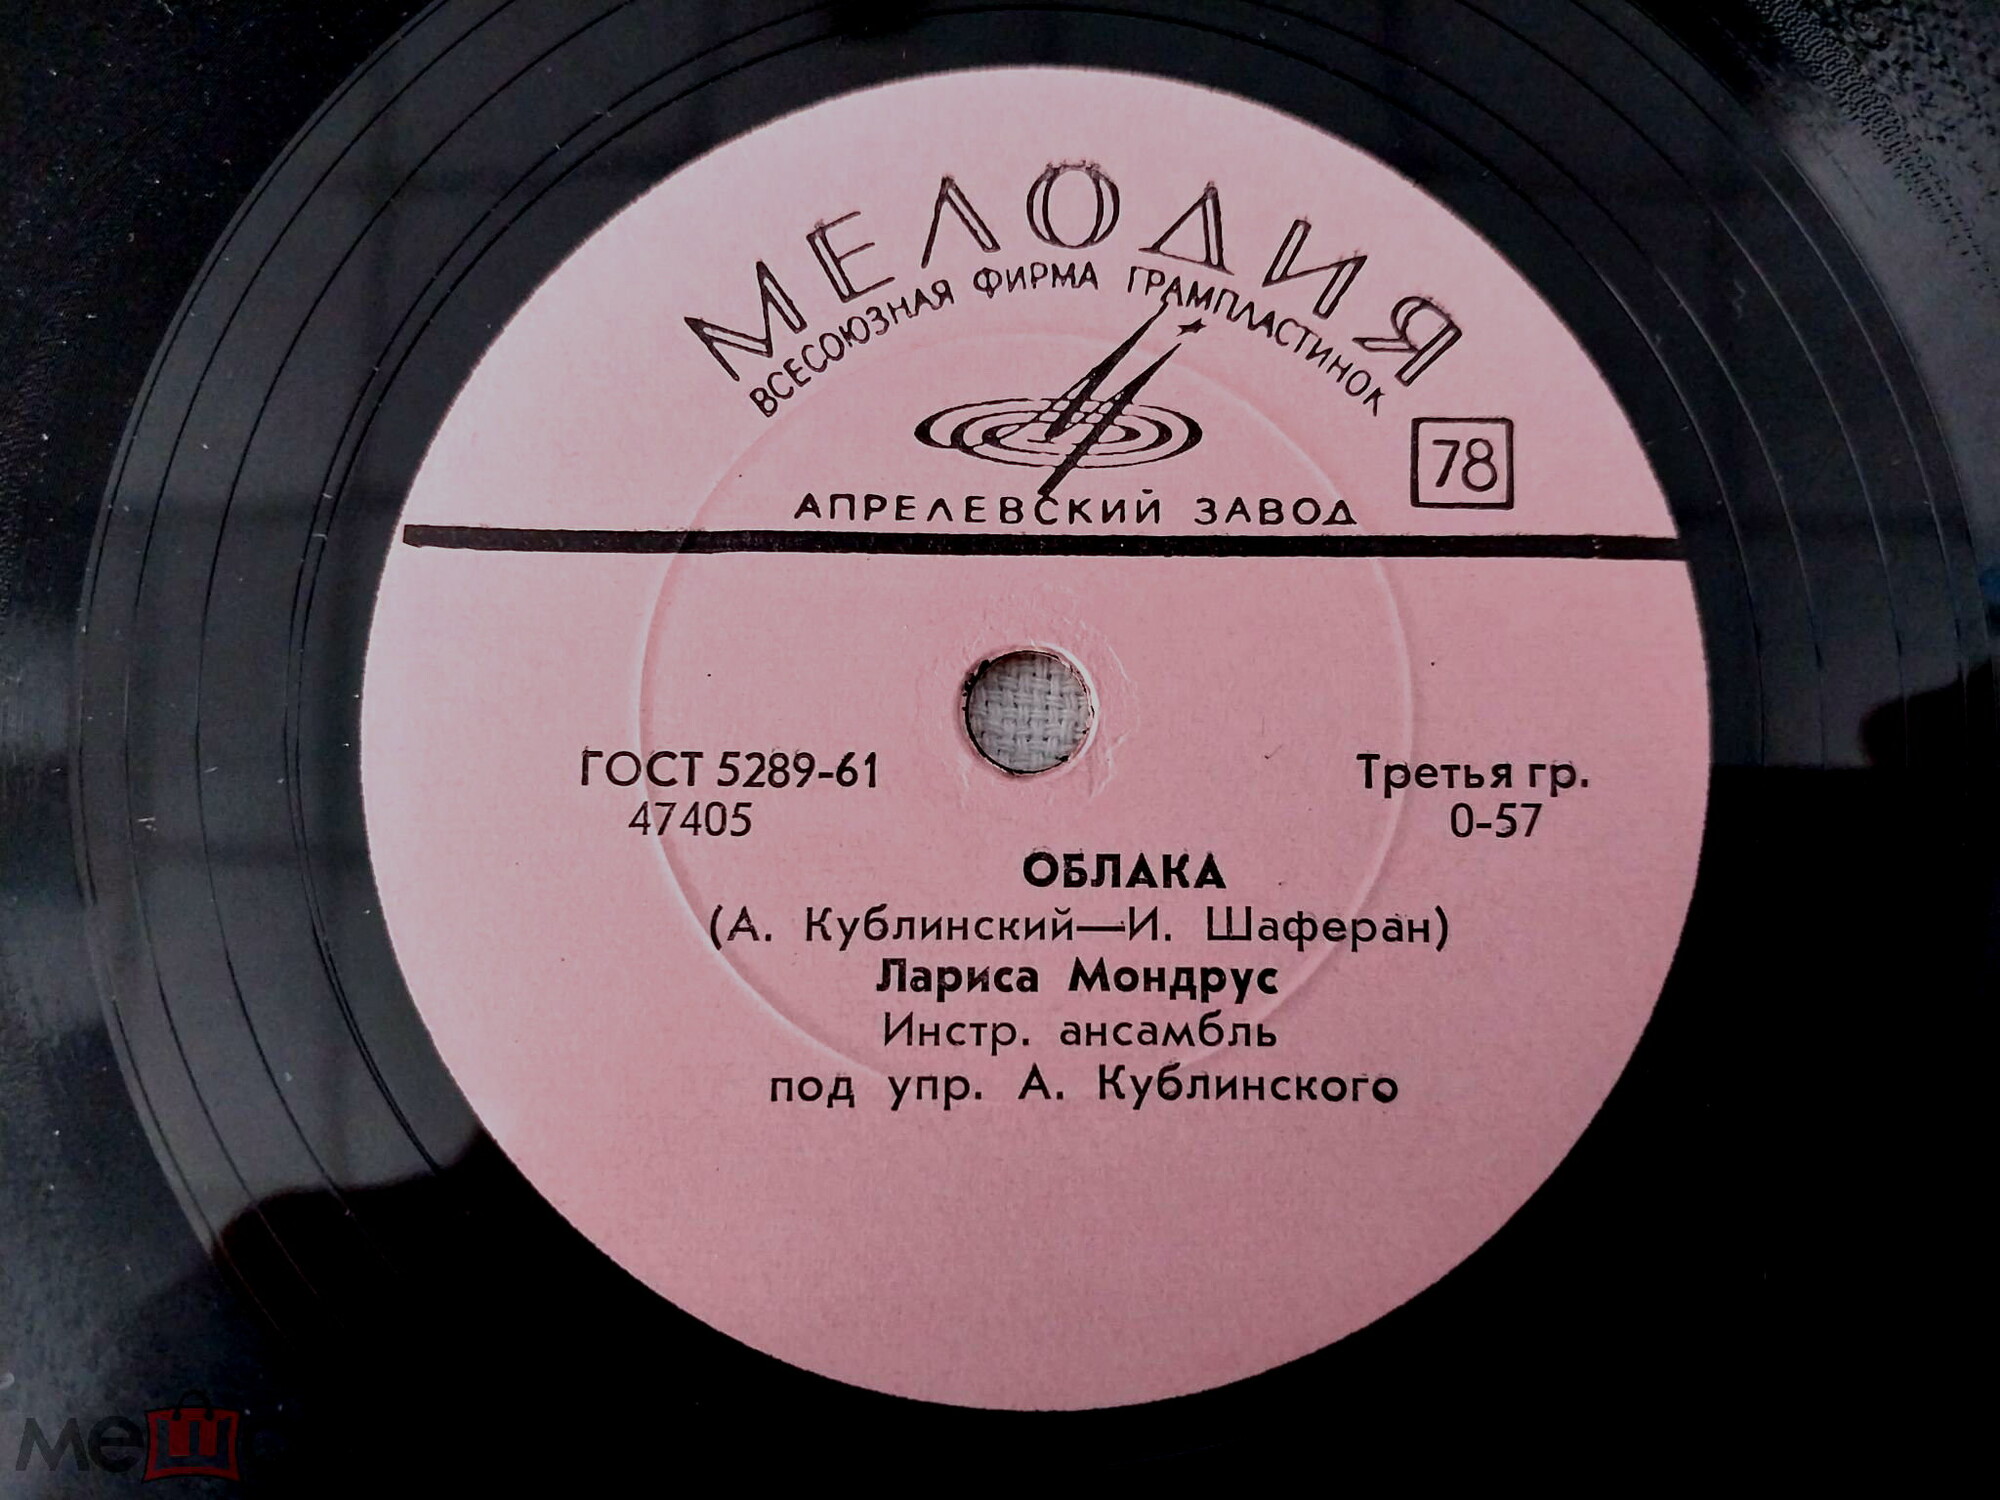 МЕЛОДИЯ
ВСЕСОЮЗНАЯ ФИРМА ГРАМПЛАСТИНОК
78
АПРЕЛЕВСКИЙ ЗАВОД
ГОСТ 5289-61
Третья гр.
47405
0-57
ОБЛАКА
(А. Кублинский—И. Шаферан)
Лариса Мондрус
Инстр. ансамбль
под упр. А. Кублинского
меш